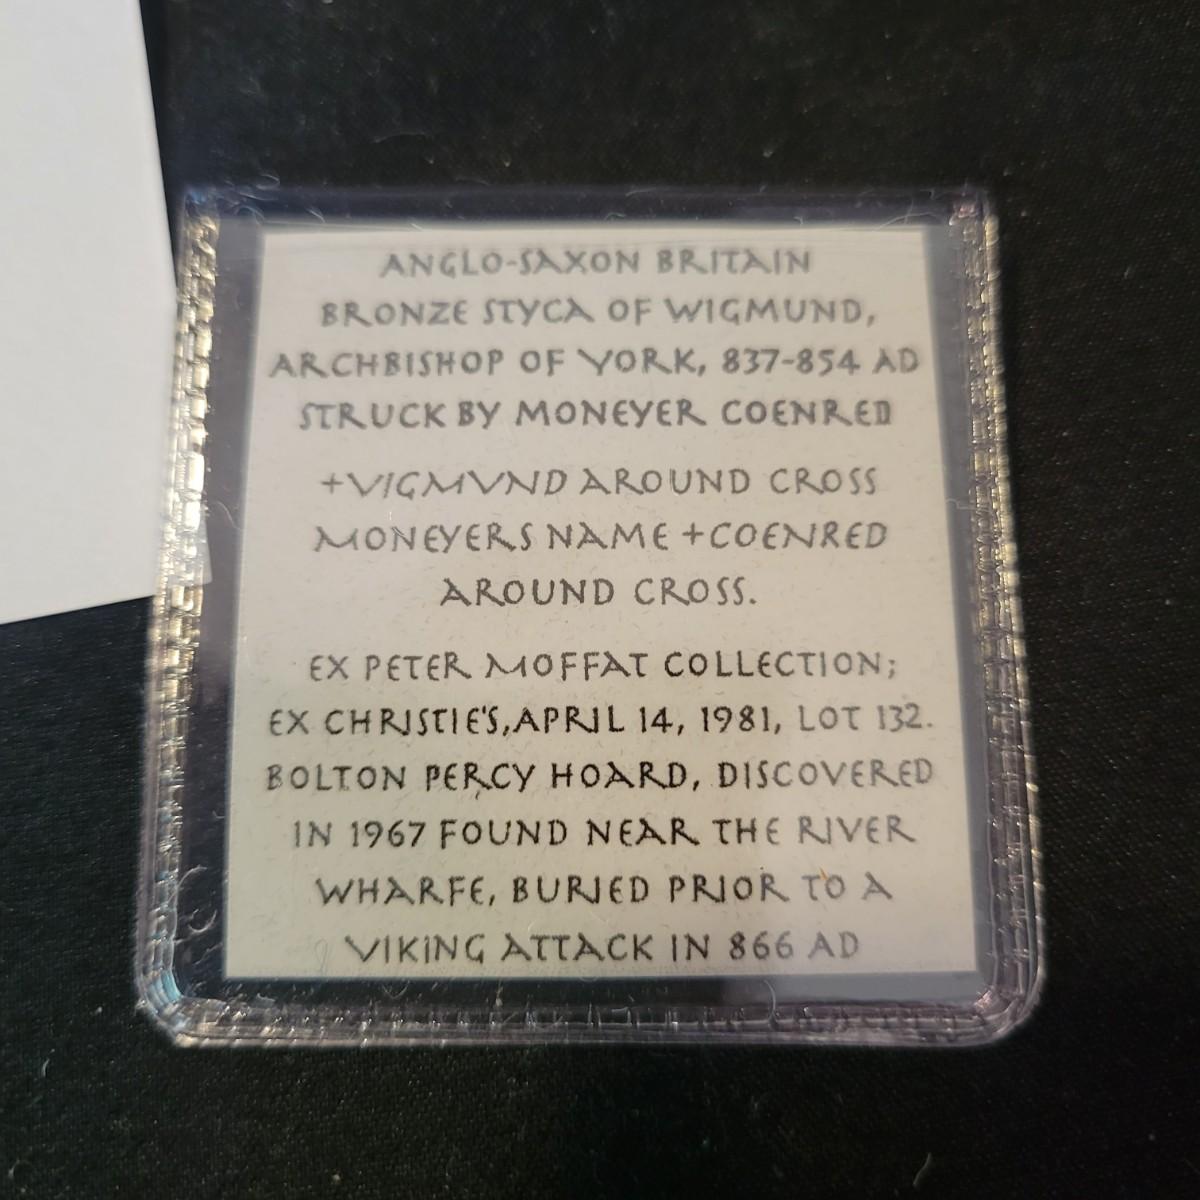 ANGLO-SAXON BRITAIN
BRONZE STYCA OF WIGMUND,
ARCHBISHOP OF YORK, 837-854 AD
STRUCK BY MONEYER COENRED
+VIGMVND AROUND CROSS
MONEYERS NAME +COENRED
AROUND CROSS.
EX PETER MOFFAT COLLECTION;
EX CHRISTIE'S,APRIL 14, 1981, LOT 132.
BOLTON PERCY HOARD, DISCOVERED
IN 1967 FOUND NEAR THE RIVER
WHARFE, BURIED PRIOR TO A
VIKING ATTACK IN 866 AD